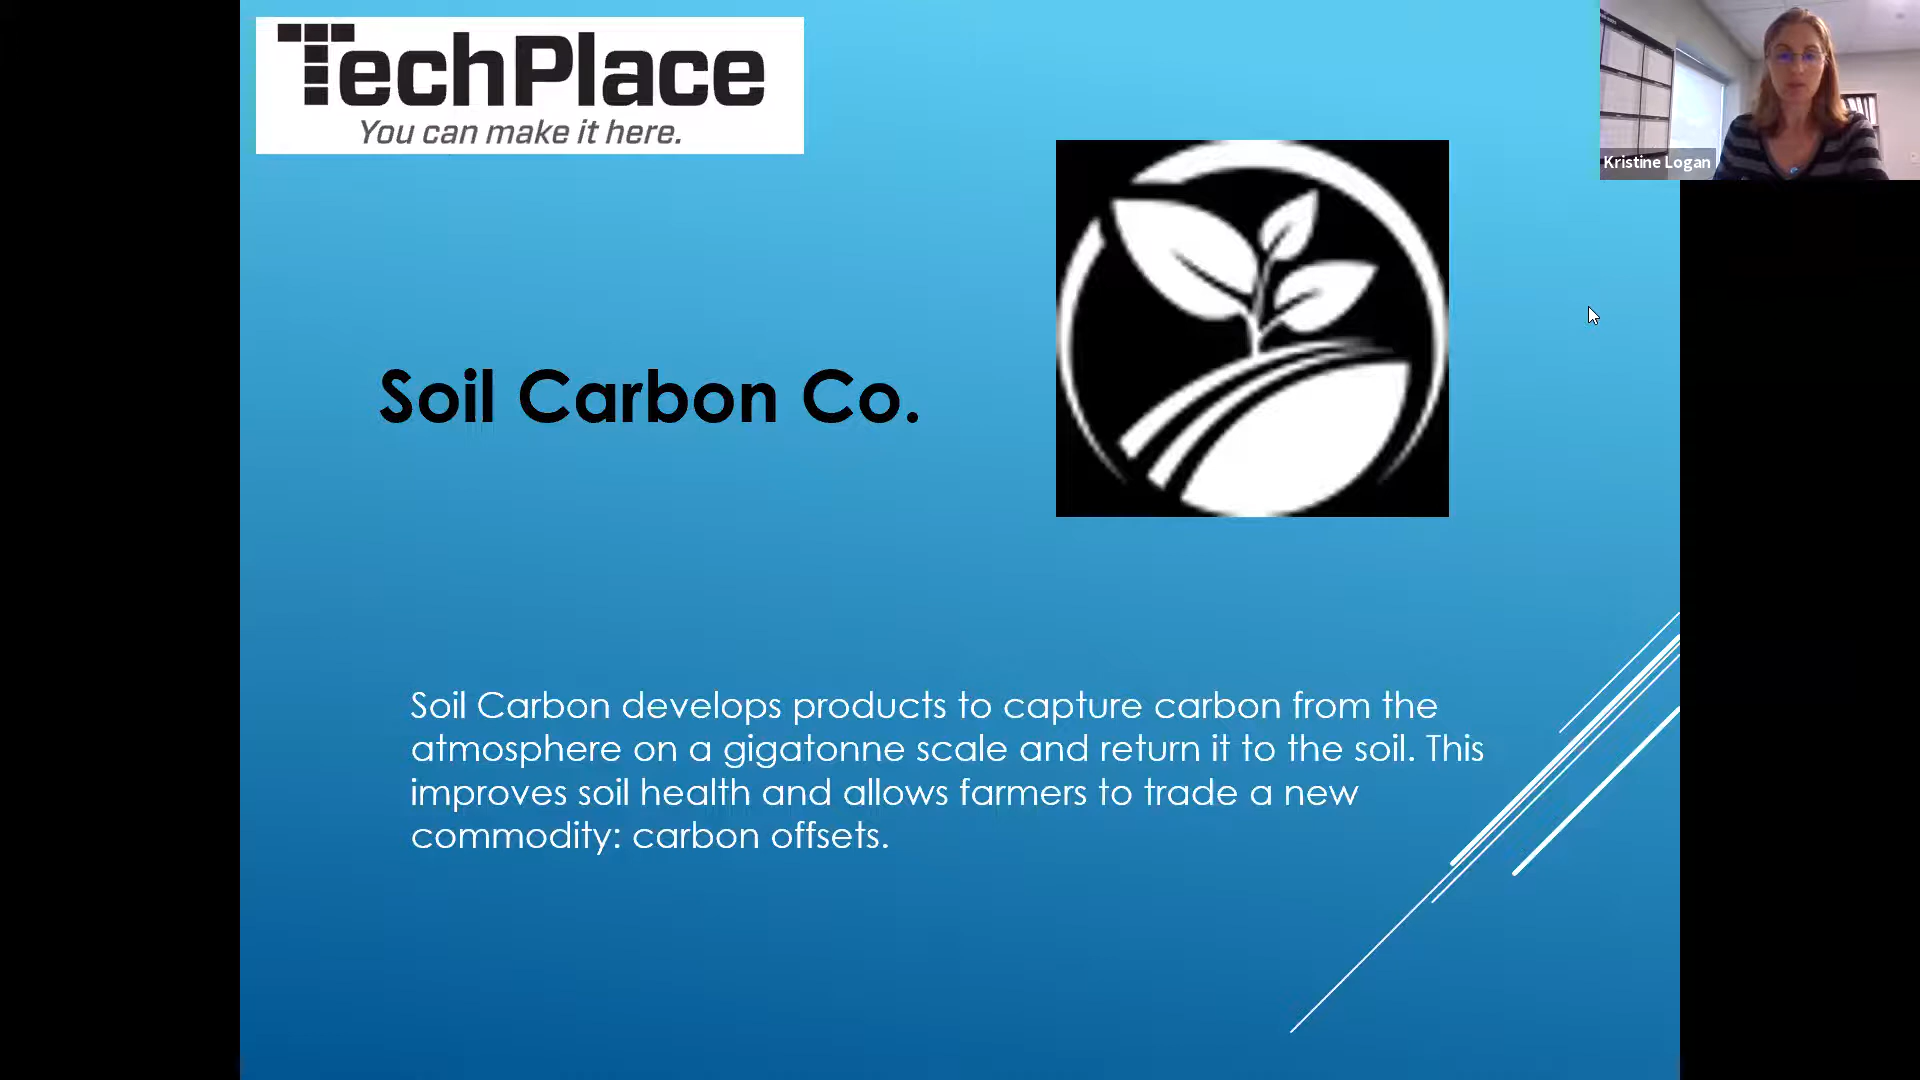 TechPlace
You can make it here.
Kristine Logan
Soil Carbon Co.
Soil Carbon develops products to capture carbon from the
atmosphere on a gigatonne scale and return it to the soil. This
improves soil health and allows farmers to trade a new
commodity: carbon offsets.